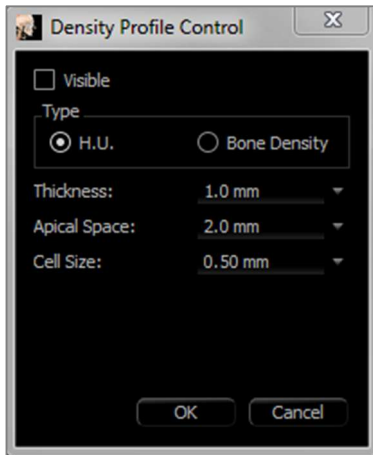 Density Profile Control
Visible
Type
H.U. Bone Density
Thickness: 1.0 mm
Apical Space: 2.0 mm
Cell Size: 0.50 mm
OK Cancel